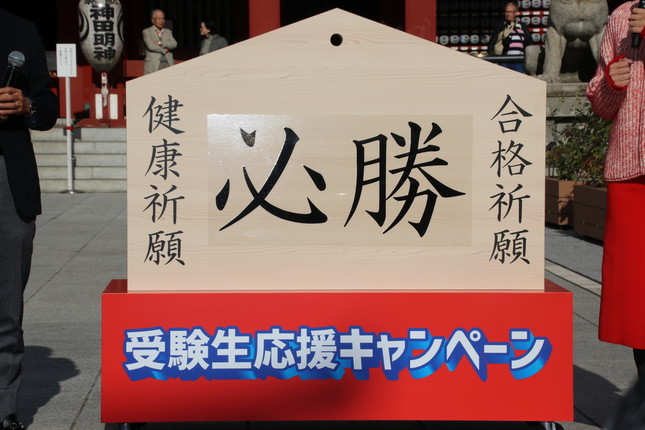 神田明神
合格祈願
必勝
健康祈願
受験生応援キャンペーン